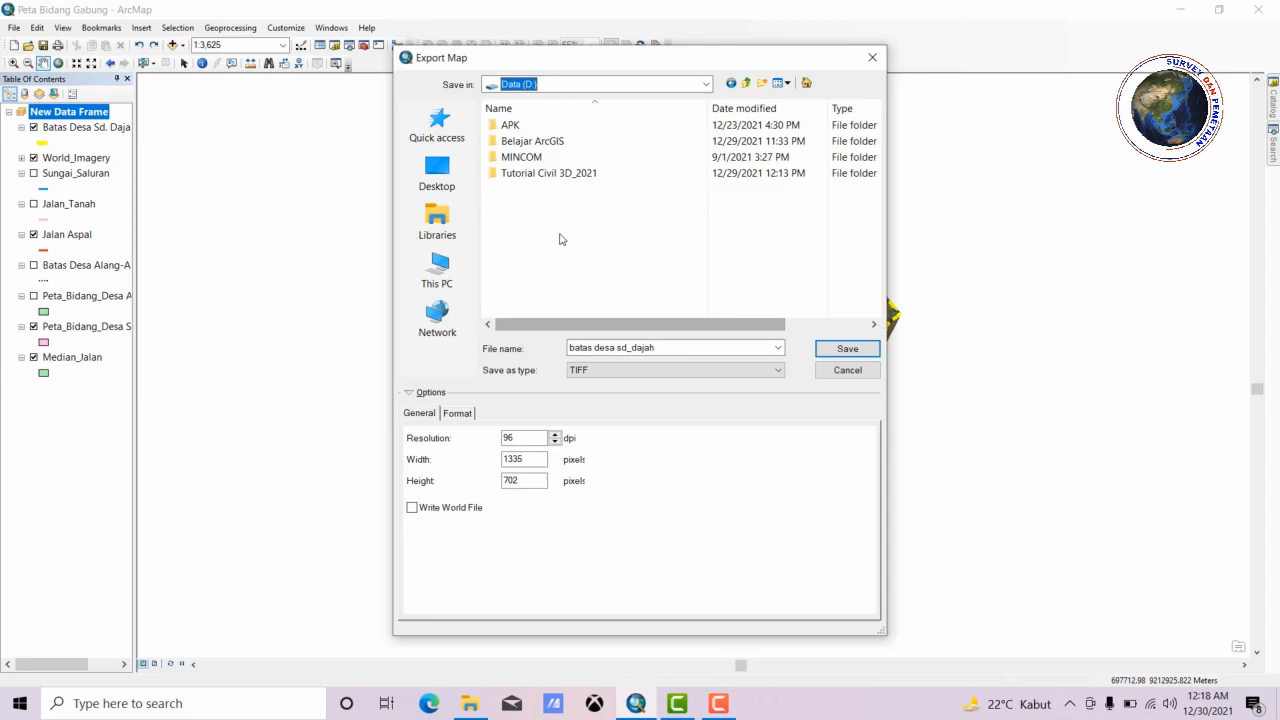 Peta Bidang Gabung - ArcMap
File Edit View Bookmarks Insert Selection Geoprocessing Customize Windows Help
1:3,625
Table Of Contents
New Data Frame
Batas Desa Sd. Daja
World_Imagery
Sungai_Saluran
Jalan_Tanah
Jalan Aspal
Batas Desa Alang-A
Peta_Bidang_Desa A
Peta_Bidang_Desa S
Median_Jalan
Export Map
Save in: Data (D:)
Quick access
Desktop
Libraries
This PC
Network
Name Date modified Type
APK 12/23/2021 4:30 PM File folder
Belajar ArcGIS 12/29/2021 11:33 PM File folder
MINCOM 9/1/2021 3:27 PM File folder
Tutorial Civil 3D_2021 12/29/2021 12:13 PM File folder
File name: batas desa sd_dajah Save
Save as type: TIFF Cancel
Options
General Format
Resolution: 96 dpi
Width: 1335 pixels
Height: 702 pixels
Write World File
SURVEY DAN PEMETAAN
Catalog
Search
697712.98 9212925.822 Meters
Type here to search
22°C Kabut
12:18 AM
12/30/2021
8